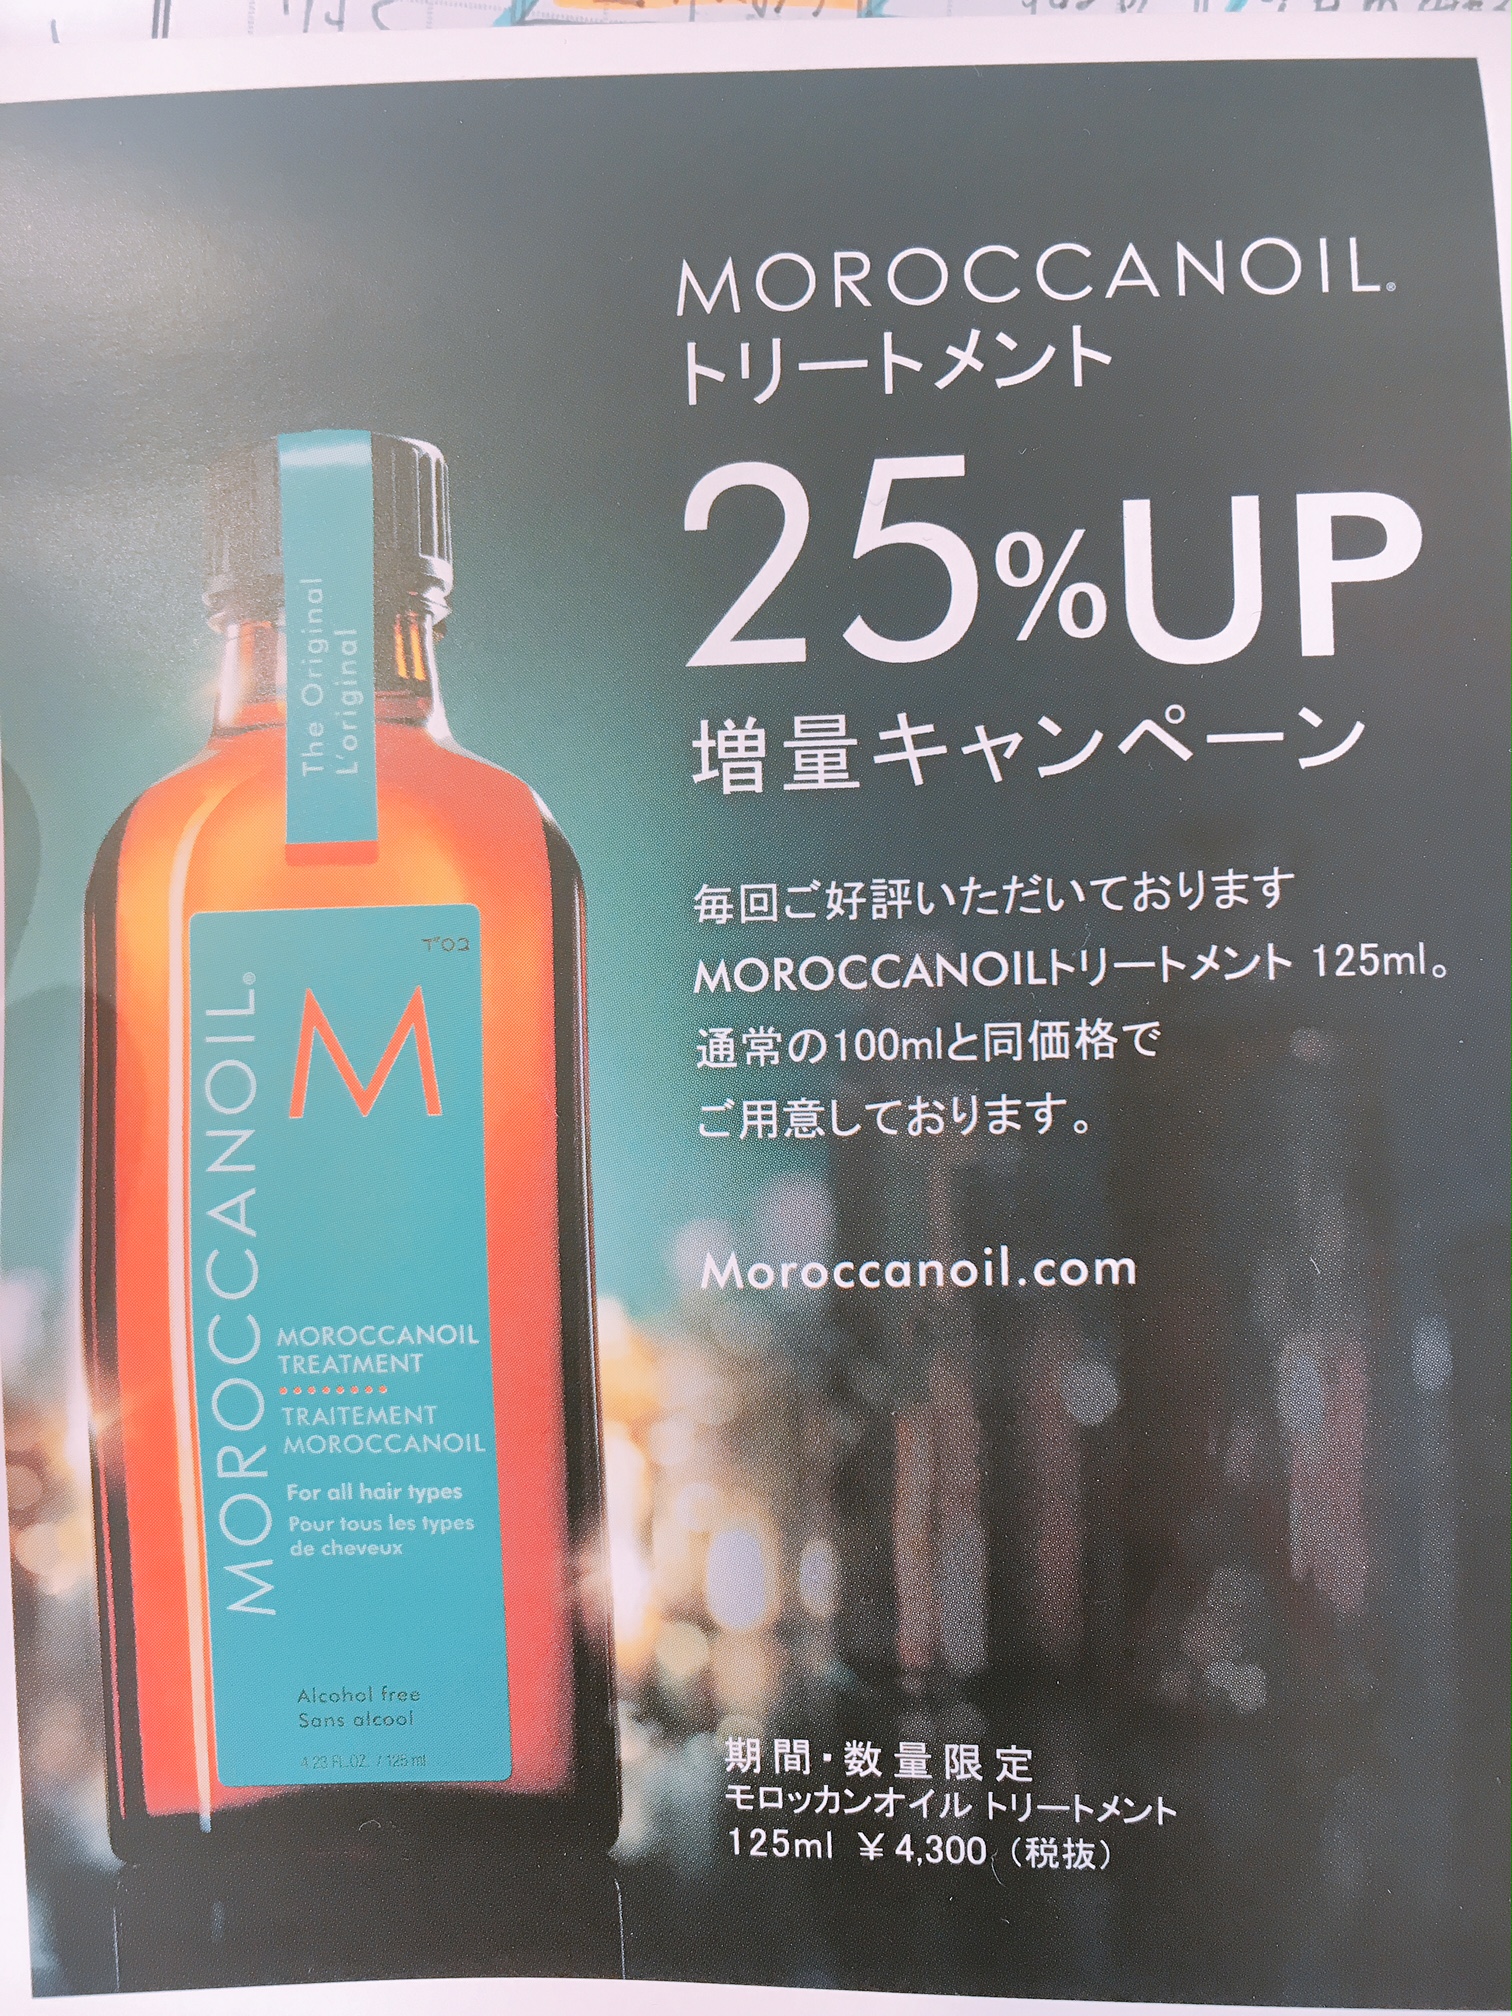 MOROCCANOIL®
トリートメント
25%UP
増量キャンペーン
毎回ご好評いただいております
MOROCCANOILトリートメント 125ml。
通常の100mlと同価格で
ご用意しております。
Moroccanoil.com
期間・数量限定
モロッカンオイル トリートメント
125ml ¥4,300（税抜）
The Original
L'original
M
MOROCCANOIL®
MOROCCANOIL
TREATMENT
TRAITEMENT
MOROCCANOIL
For all hair types
Pour tous les types
de cheveux
Alcohol free
Sans alcool
4.23 FL.OZ. / 125 ml